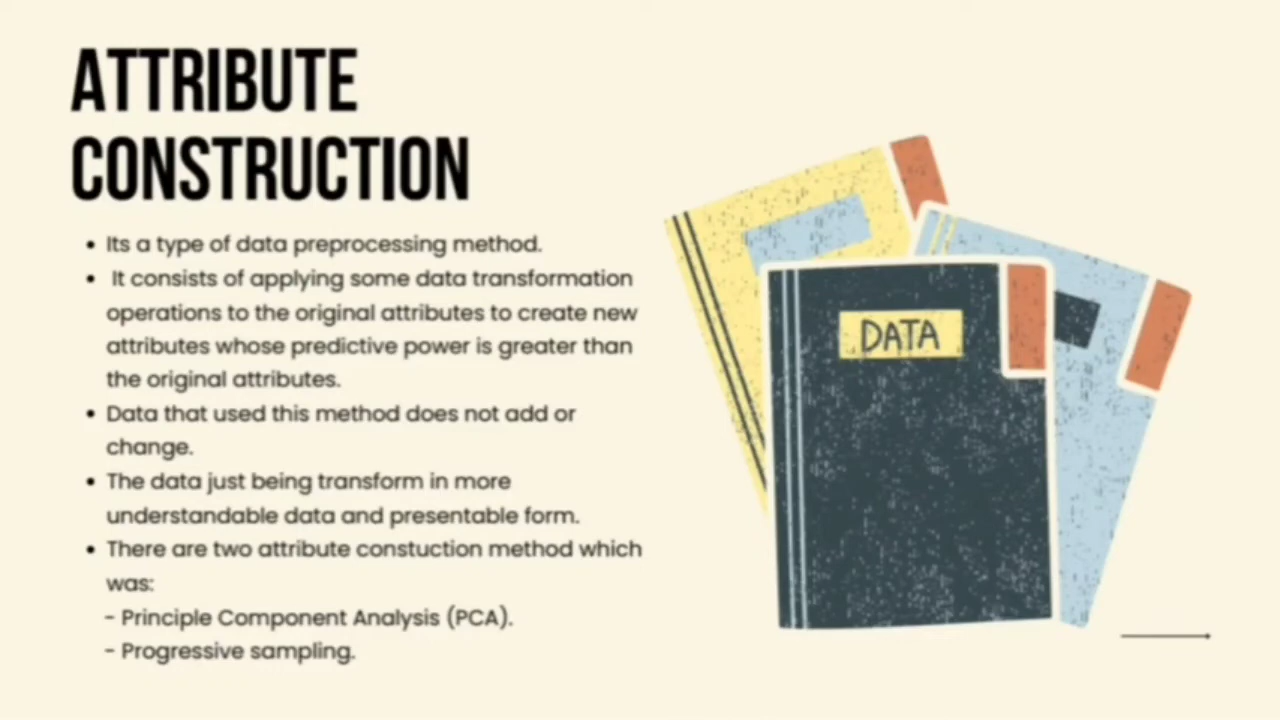 ATTRIBUTE
CONSTRUCTION
• Its a type of data preprocessing method.
• It consists of applying some data transformation
operations to the original attributes to create new
attributes whose predictive power is greater than
the original attributes.
• Data that used this method does not add or
change.
• The data just being transform in more
understandable data and presentable form.
• There are two attribute constuction method which
was:
- Principle Component Analysis (PCA).
- Progressive sampling.
DATA